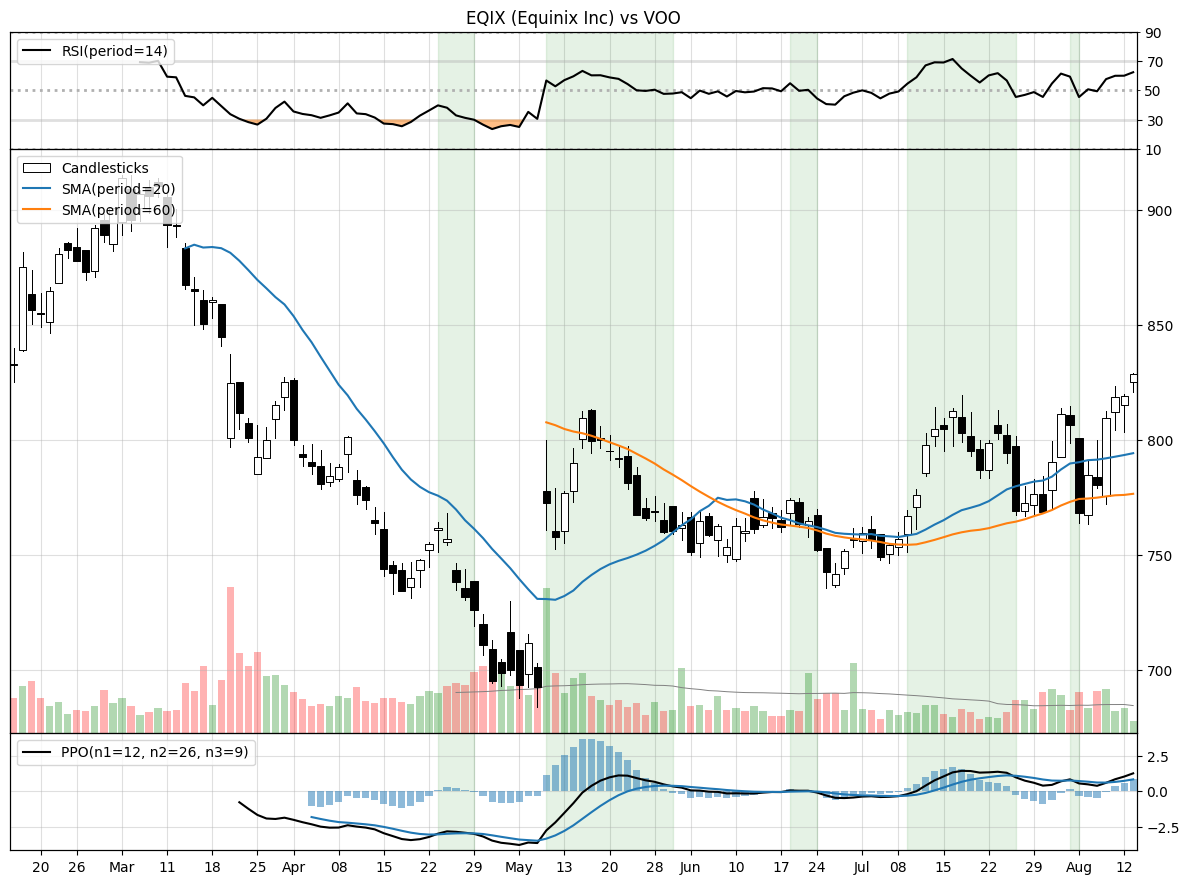 EQIX (Equinix Inc) vs VOO
RSI(period=14)
90
70
50
30
10
Candlesticks
SMA(period=20)
SMA(period=60)
900
850
800
750
700
PPO(n1=12, n2=26, n3=9)
2.5
0.0
−2.5
20 26 Mar 11 18 25 Apr 08 15 22 29 May 13 20 28 Jun 10 17 24 Jul 08 15 22 29 Aug 12